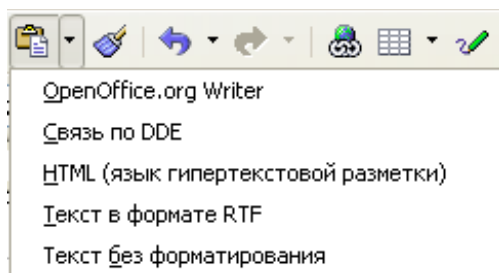 OpenOffice.org Writer
Связь по DDE
HTML (язык гипертекстовой разметки)
Текст в формате RTF
Текст без форматирования